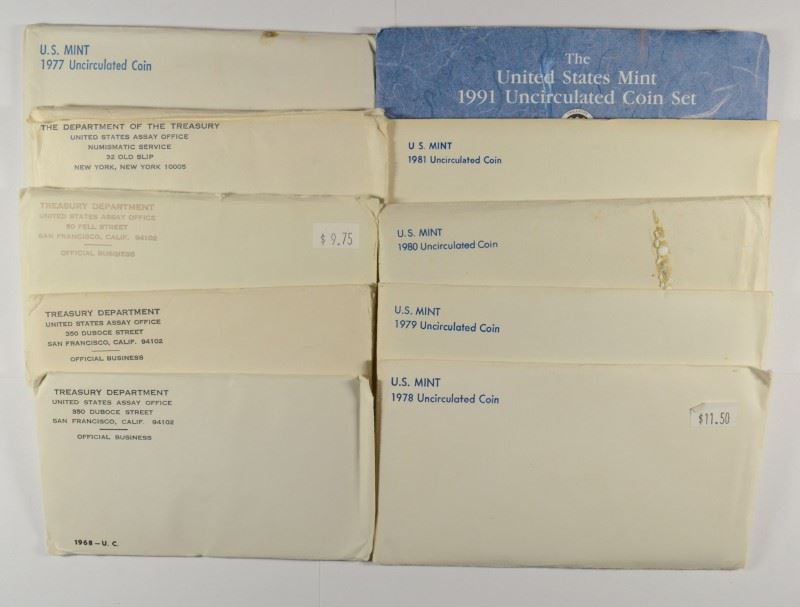 U.S. MINT
1977 Uncirculated Coin
THE DEPARTMENT OF THE TREASURY
UNITED STATES ASSAY OFFICE
NUMISMATIC SERVICE
32 OLD SLIP
NEW YORK, NEW YORK 10005
TREASURY DEPARTMENT
UNITED STATES ASSAY OFFICE
50 FELL STREET
SAN FRANCISCO, CALIF. 94102
OFFICIAL BUSINESS
$ 9.75
TREASURY DEPARTMENT
UNITED STATES ASSAY OFFICE
350 DUBOCE STREET
SAN FRANCISCO, CALIF. 94102
OFFICIAL BUSINESS
TREASURY DEPARTMENT
UNITED STATES ASSAY OFFICE
350 DUBOCE STREET
SAN FRANCISCO, CALIF. 94102
OFFICIAL BUSINESS
1968 - U. C.
The
United States Mint
1991 Uncirculated Coin Set
U S. MINT
1981 Uncirculated Coin
U.S. MINT
1980 Uncirculated Coin
U.S. MINT
1979 Uncirculated Coin
U.S. MINT
1978 Uncirculated Coin
$11.50